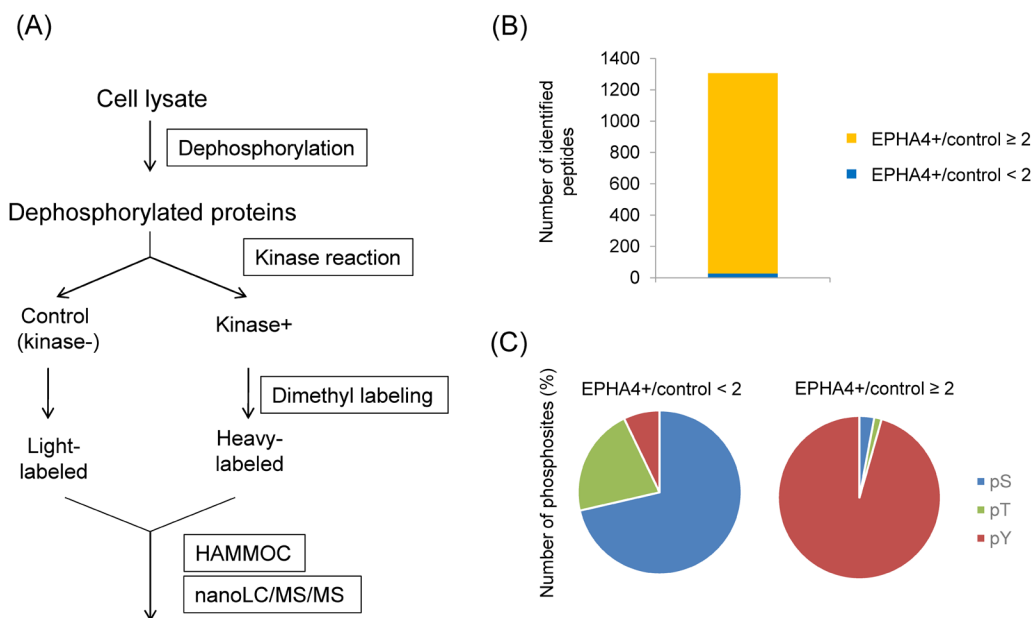 (A)
Cell lysate
Dephosphorylation
Dephosphorylated proteins
Kinase reaction
Control
(kinase-)
Kinase+
Dimethyl labeling
Light-
labeled
Heavy-
labeled
HAMMOC
nanoLC/MS/MS
(B)
Number of identified
peptides
1400
1200
1000
800
600
400
200
0
EPHA4+/control ≥ 2
EPHA4+/control < 2
(C)
Number of phosphosites (%)
EPHA4+/control < 2
EPHA4+/control ≥ 2
pS
pT
pY